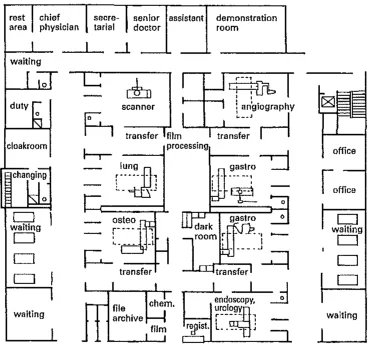 rest
area
chief
physician
secre-
tarial
senior
doctor
assistant
demonstration
room
waiting
scanner
angiography
duty
transfer
film
processing
transfer
cloakroom
office
lung
gastro
changing
office
waiting
osteo
dark
room
gastro
waiting
transfer
transfer
waiting
file
archive
chem.
film
regist.
endoscopy,
urology
waiting